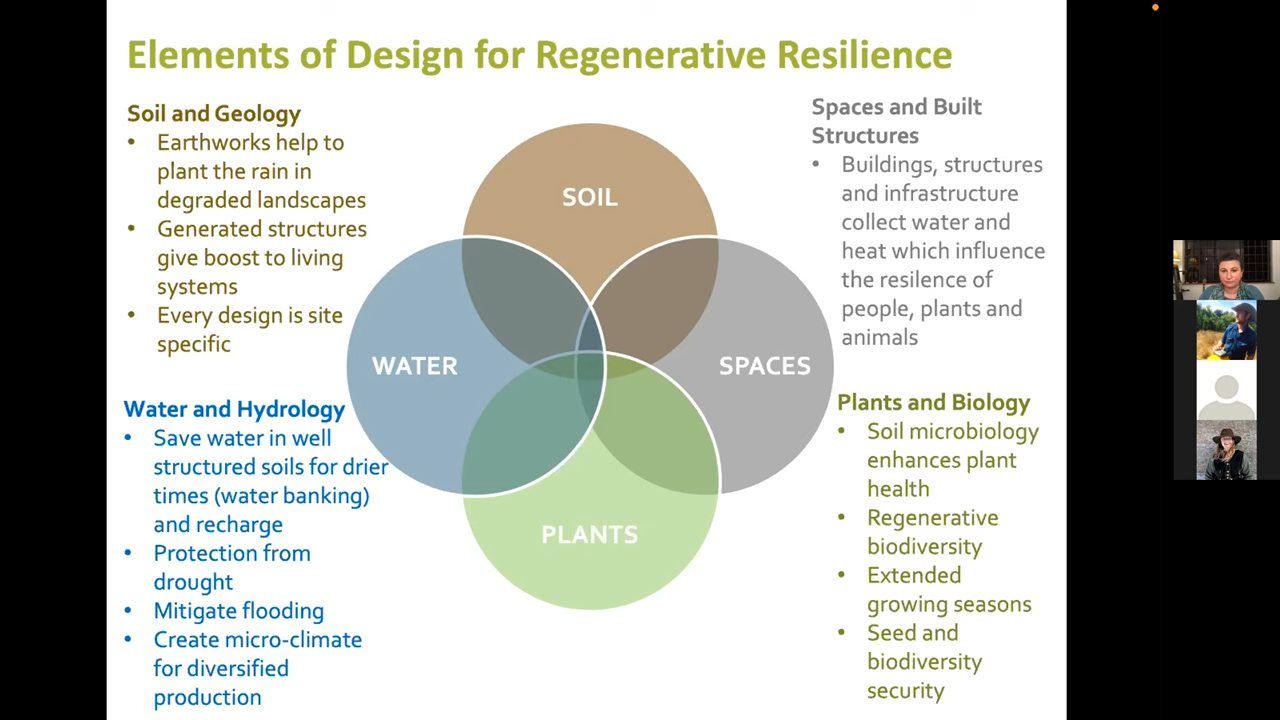 Elements of Design for Regenerative Resilience
Soil and Geology
• Earthworks help to
plant the rain in
degraded landscapes
• Generated structures
give boost to living
systems
• Every design is site
specific
Water and Hydrology
• Save water in well
structured soils for drier
times (water banking)
and recharge
• Protection from
drought
• Mitigate flooding
• Create micro-climate
for diversified
production
SOIL
WATER
SPACES
PLANTS
Spaces and Built
Structures
• Buildings, structures
and infrastructure
collect water and
heat which influence
the resilence of
people, plants and
animals
Plants and Biology
• Soil microbiology
enhances plant
health
• Regenerative
biodiversity
• Extended
growing seasons
• Seed and
biodiversity
security